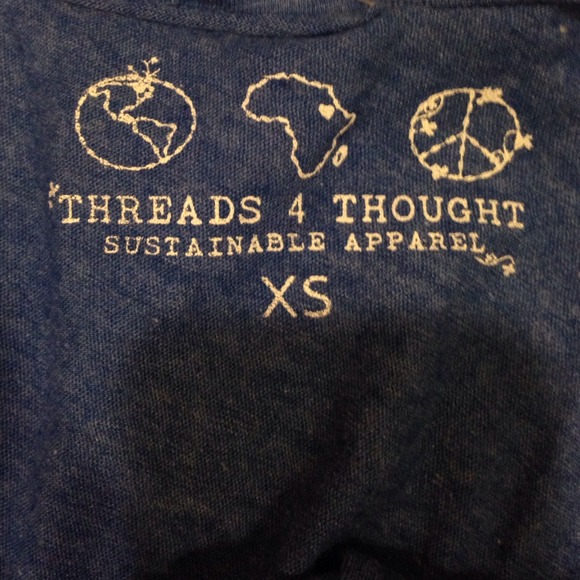 THREADS 4 THOUGHT
SUSTAINABLE APPAREL
XS